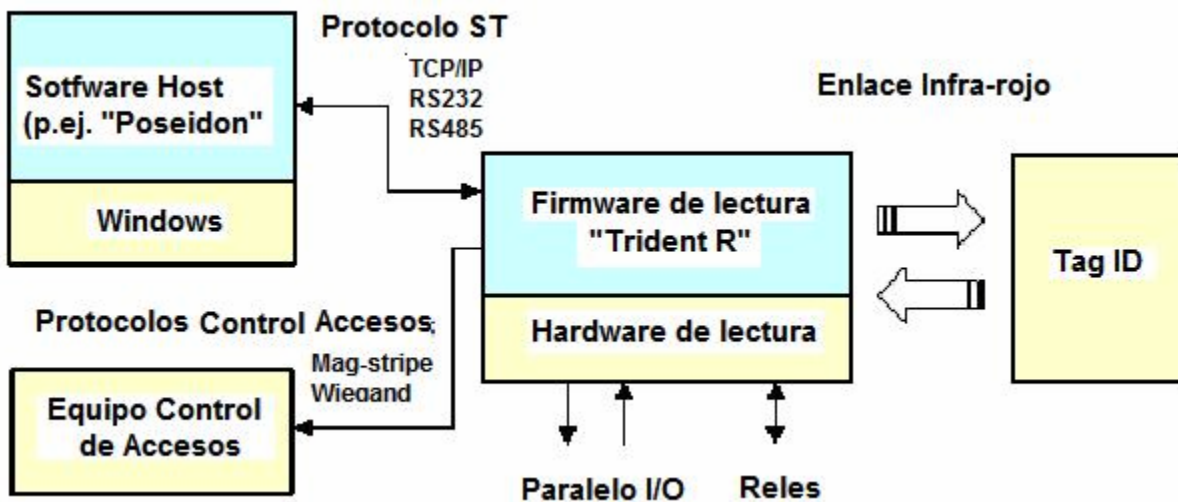 Protocolo ST
TCP/IP
RS232
RS485
Sotfware Host
(p.ej. "Poseidon"
Windows
Enlace Infra-rojo
Firmware de lectura
"Trident R"
Hardware de lectura
Tag ID
Protocolos Control Accesos;
Mag-stripe
Wiegand
Equipo Control
de Accesos
Paralelo I/O
Reles